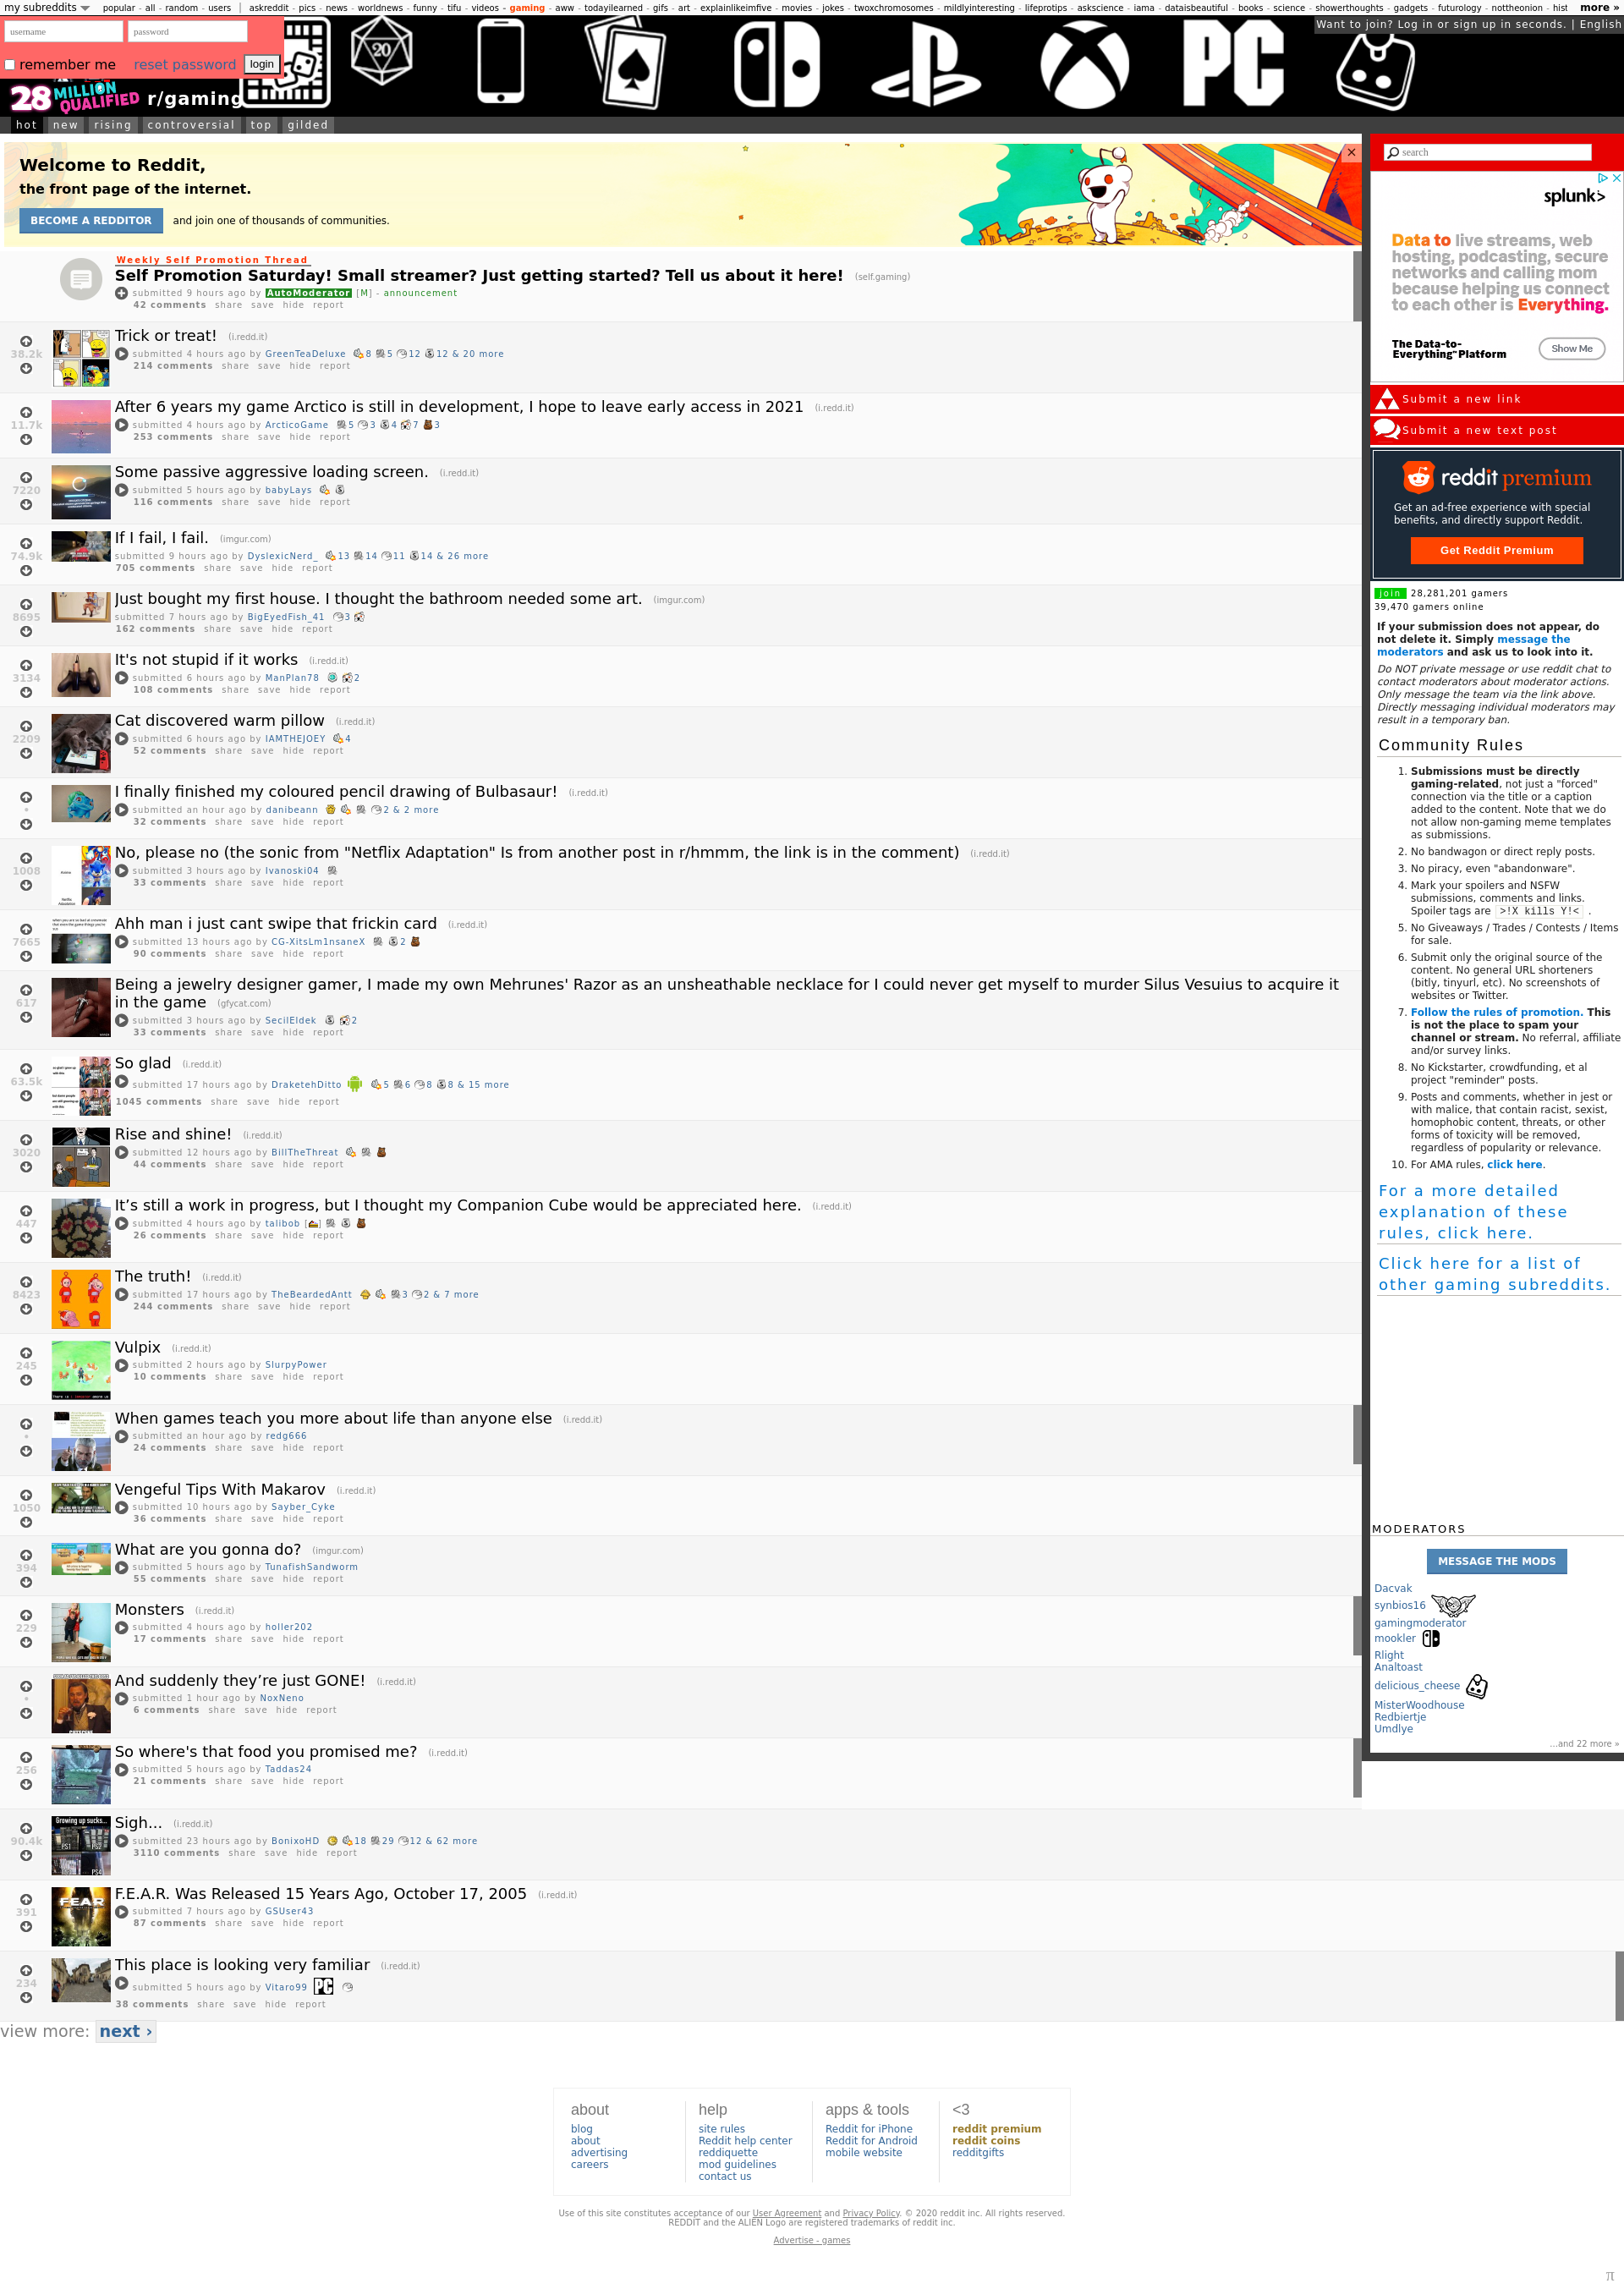 my subreddits popular - all - random - users | askreddit - pics - news - worldnews - funny - tifu - videos - gaming - aww - todayilearned - gifs - art - explainlikeimfive - movies - jokes - twoxchromosomes - mildlyinteresting - lifeprotips - askscience - iama - dataisbeautiful - books - science - showerthoughts - gadgets - futurology - nottheonion - hist more »
username password
remember me reset password login
Want to join? Log in or sign up in seconds. | English
20
PC
28 MILLION QUALIFIED r/gaming
hot new rising controversial top gilded
Welcome to Reddit,
the front page of the internet.
BECOME A REDDITOR and join one of thousands of communities.
Weekly Self Promotion Thread
Self Promotion Saturday! Small streamer? Just getting started? Tell us about it here! (self.gaming)
submitted 9 hours ago by AutoModerator [M] - announcement
42 comments share save hide report
Trick or treat! (i.redd.it)
38.2k submitted 4 hours ago by GreenTeaDeluxe 8 5 12 12 & 20 more
214 comments share save hide report
After 6 years my game Arctico is still in development, I hope to leave early access in 2021 (i.redd.it)
11.7k submitted 4 hours ago by ArcticoGame 5 3 4 7 3
253 comments share save hide report
Some passive aggressive loading screen. (i.redd.it)
7220 submitted 5 hours ago by babyLays
116 comments share save hide report
If I fail, I fail. (imgur.com)
74.9k submitted 9 hours ago by DyslexicNerd_ 13 14 11 14 & 26 more
705 comments share save hide report
Just bought my first house. I thought the bathroom needed some art. (imgur.com)
8695 submitted 7 hours ago by BigEyedFish_41 3
162 comments share save hide report
It's not stupid if it works (i.redd.it)
3134 submitted 6 hours ago by ManPlan78 2
108 comments share save hide report
Cat discovered warm pillow (i.redd.it)
2209 submitted 6 hours ago by IAMTHEJOEY 4
52 comments share save hide report
I finally finished my coloured pencil drawing of Bulbasaur! (i.redd.it)
• submitted an hour ago by danibeann 2 & 2 more
32 comments share save hide report
No, please no (the sonic from "Netflix Adaptation" Is from another post in r/hmmm, the link is in the comment) (i.redd.it)
1008 submitted 3 hours ago by Ivanoski04
33 comments share save hide report
Ahh man i just cant swipe that frickin card (i.redd.it)
7665 submitted 13 hours ago by CG-XitsLm1nsaneX 2
90 comments share save hide report
Being a jewelry designer gamer, I made my own Mehrunes' Razor as an unsheathable necklace for I could never get myself to murder Silus Vesuius to acquire it
in the game (gfycat.com)
617 submitted 3 hours ago by SecilEldek 2
33 comments share save hide report
So glad (i.redd.it)
63.5k submitted 17 hours ago by DraketehDitto 5 6 8 8 & 15 more
1045 comments share save hide report
Rise and shine! (i.redd.it)
3020 submitted 12 hours ago by BillTheThreat
44 comments share save hide report
It’s still a work in progress, but I thought my Companion Cube would be appreciated here. (i.redd.it)
447 submitted 4 hours ago by talibob []
26 comments share save hide report
The truth! (i.redd.it)
8423 submitted 17 hours ago by TheBeardedAntt 3 2 & 7 more
244 comments share save hide report
Vulpix (i.redd.it)
245 submitted 2 hours ago by SlurpyPower
10 comments share save hide report
When games teach you more about life than anyone else (i.redd.it)
• submitted an hour ago by redg666
24 comments share save hide report
Vengeful Tips With Makarov (i.redd.it)
1050 submitted 10 hours ago by Sayber_Cyke
36 comments share save hide report
What are you gonna do? (imgur.com)
394 submitted 5 hours ago by TunafishSandworm
55 comments share save hide report
Monsters (i.redd.it)
229 submitted 4 hours ago by holler202
17 comments share save hide report
And suddenly they’re just GONE! (i.redd.it)
• submitted 1 hour ago by NoxNeno
6 comments share save hide report
So where's that food you promised me? (i.redd.it)
256 submitted 5 hours ago by Taddas24
21 comments share save hide report
Growing up sucks...
Sigh... (i.redd.it)
90.4k submitted 23 hours ago by BonixoHD 18 29 12 & 62 more
3110 comments share save hide report
FEAR
F.E.A.R. Was Released 15 Years Ago, October 17, 2005 (i.redd.it)
391 submitted 7 hours ago by GSUser43
87 comments share save hide report
This place is looking very familiar (i.redd.it)
234 submitted 5 hours ago by Vitaro99 PC
38 comments share save hide report
view more: next ›
search
splunk>
Data to live streams, web
hosting, podcasting, secure
networks and calling mom
because helping us connect
to each other is Everything.
The Data-to-
Everything™ Platform
Show Me
Submit a new link
Submit a new text post
reddit premium
Get an ad-free experience with special
benefits, and directly support Reddit.
Get Reddit Premium
join 28,281,201 gamers
39,470 gamers online
If your submission does not appear, do
not delete it. Simply message the
moderators and ask us to look into it.
Do NOT private message or use reddit chat to
contact moderators about moderator actions.
Only message the team via the link above.
Directly messaging individual moderators may
result in a temporary ban.
Community Rules
1. Submissions must be directly
gaming-related, not just a "forced"
connection via the title or a caption
added to the content. Note that we do
not allow non-gaming meme templates
as submissions.
2. No bandwagon or direct reply posts.
3. No piracy, even "abandonware".
4. Mark your spoilers and NSFW
submissions, comments and links.
Spoiler tags are >!X kills Y!< .
5. No Giveaways / Trades / Contests / Items
for sale.
6. Submit only the original source of the
content. No general URL shorteners
(bitly, tinyurl, etc). No screenshots of
websites or Twitter.
7. Follow the rules of promotion. This
is not the place to spam your
channel or stream. No referral, affiliate
and/or survey links.
8. No Kickstarter, crowdfunding, et al
project "reminder" posts.
9. Posts and comments, whether in jest or
with malice, that contain racist, sexist,
homophobic content, threats, or other
forms of toxicity will be removed,
regardless of popularity or relevance.
10. For AMA rules, click here.
For a more detailed
explanation of these
rules, click here.
Click here for a list of
other gaming subreddits.
MODERATORS
MESSAGE THE MODS
Dacvak
synbios16
gamingmoderator
mookler
Rlight
Analtoast
delicious_cheese
MisterWoodhouse
Redbiertje
Umdlye
...and 22 more »
about
blog
about
advertising
careers
help
site rules
Reddit help center
reddiquette
mod guidelines
contact us
apps & tools
Reddit for iPhone
Reddit for Android
mobile website
<3
reddit premium
reddit coins
redditgifts
Use of this site constitutes acceptance of our User Agreement and Privacy Policy. © 2020 reddit inc. All rights reserved.
REDDIT and the ALIEN Logo are registered trademarks of reddit inc.
Advertise - games
π